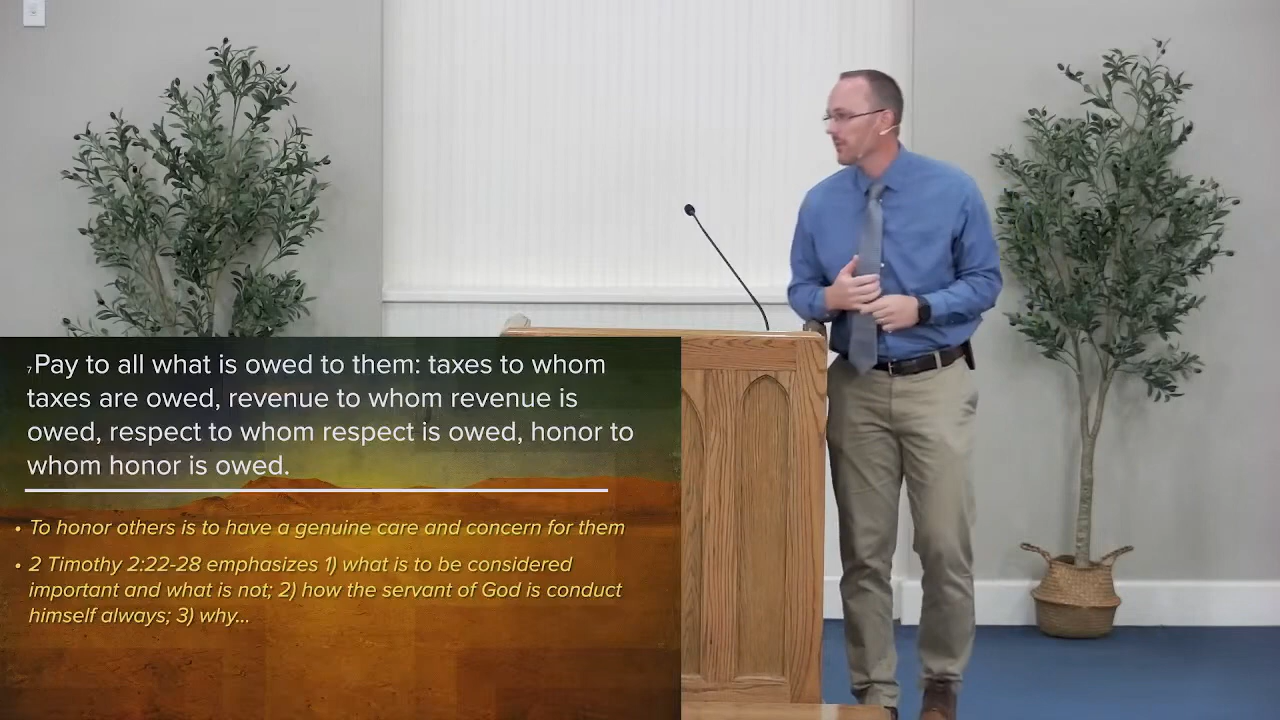 7Pay to all what is owed to them: taxes to whom
taxes are owed, revenue to whom revenue is
owed, respect to whom respect is owed, honor to
whom honor is owed.
• To honor others is to have a genuine care and concern for them
• 2 Timothy 2:22-28 emphasizes 1) what is to be considered
important and what is not; 2) how the servant of God is conduct
himself always; 3) why...